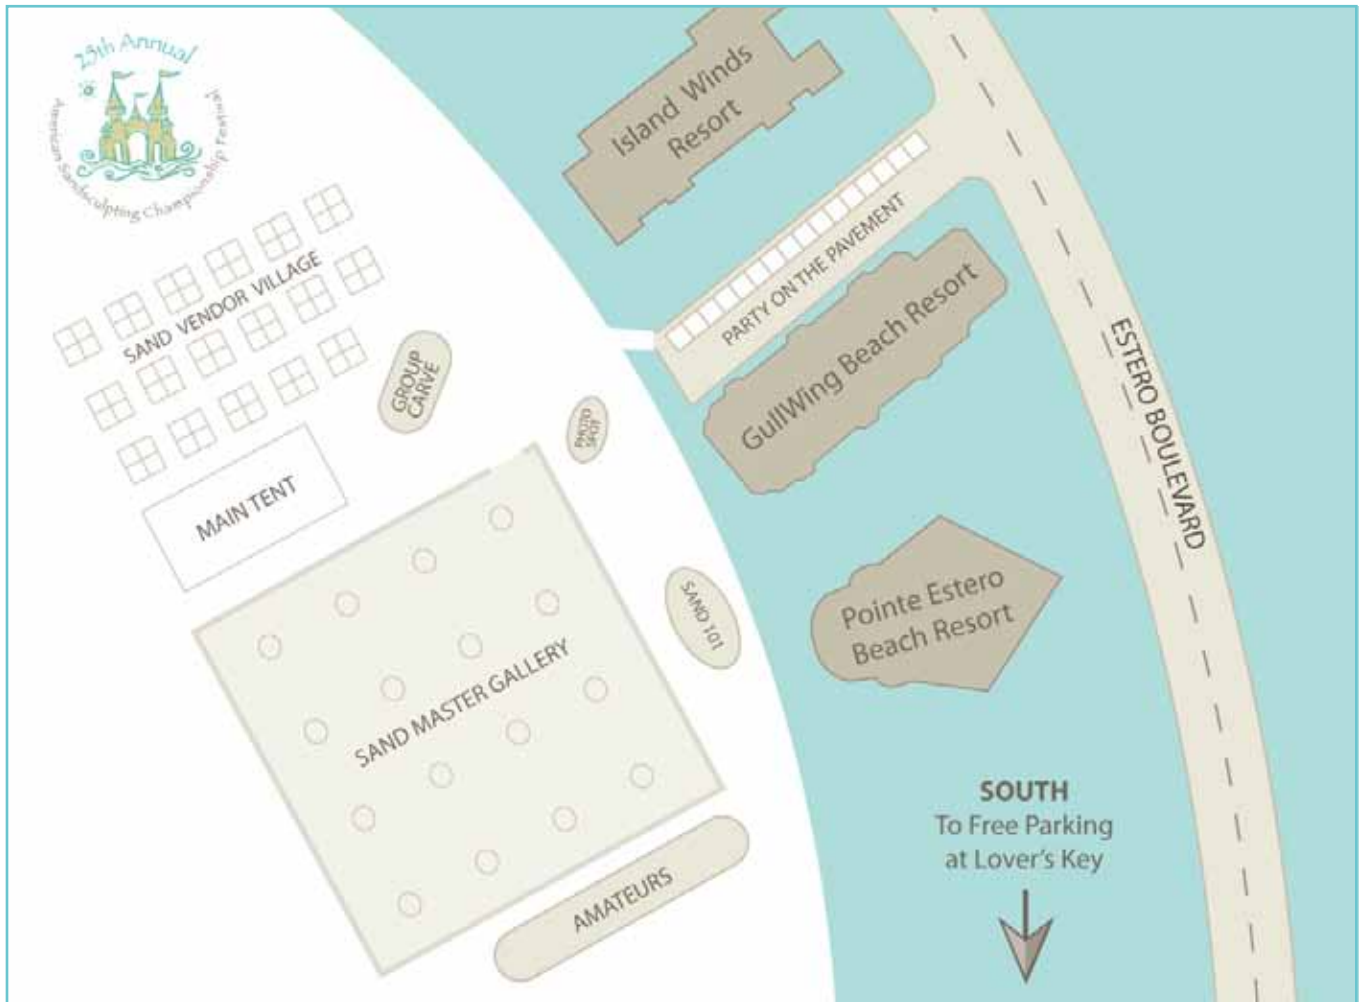 25th Annual
American Sandsculpting Championship Festival
Island Winds
Resort
SAND VENDOR VILLAGE
PARTY ON THE PAVEMENT
GROUP
CARVE
PHOTO
SPOT
GullWing Beach Resort
ESTERO BOULEVARD
MAIN TENT
SAND 101
Pointe Estero
Beach Resort
SAND MASTER GALLERY
SOUTH
To Free Parking
at Lover's Key
AMATEURS